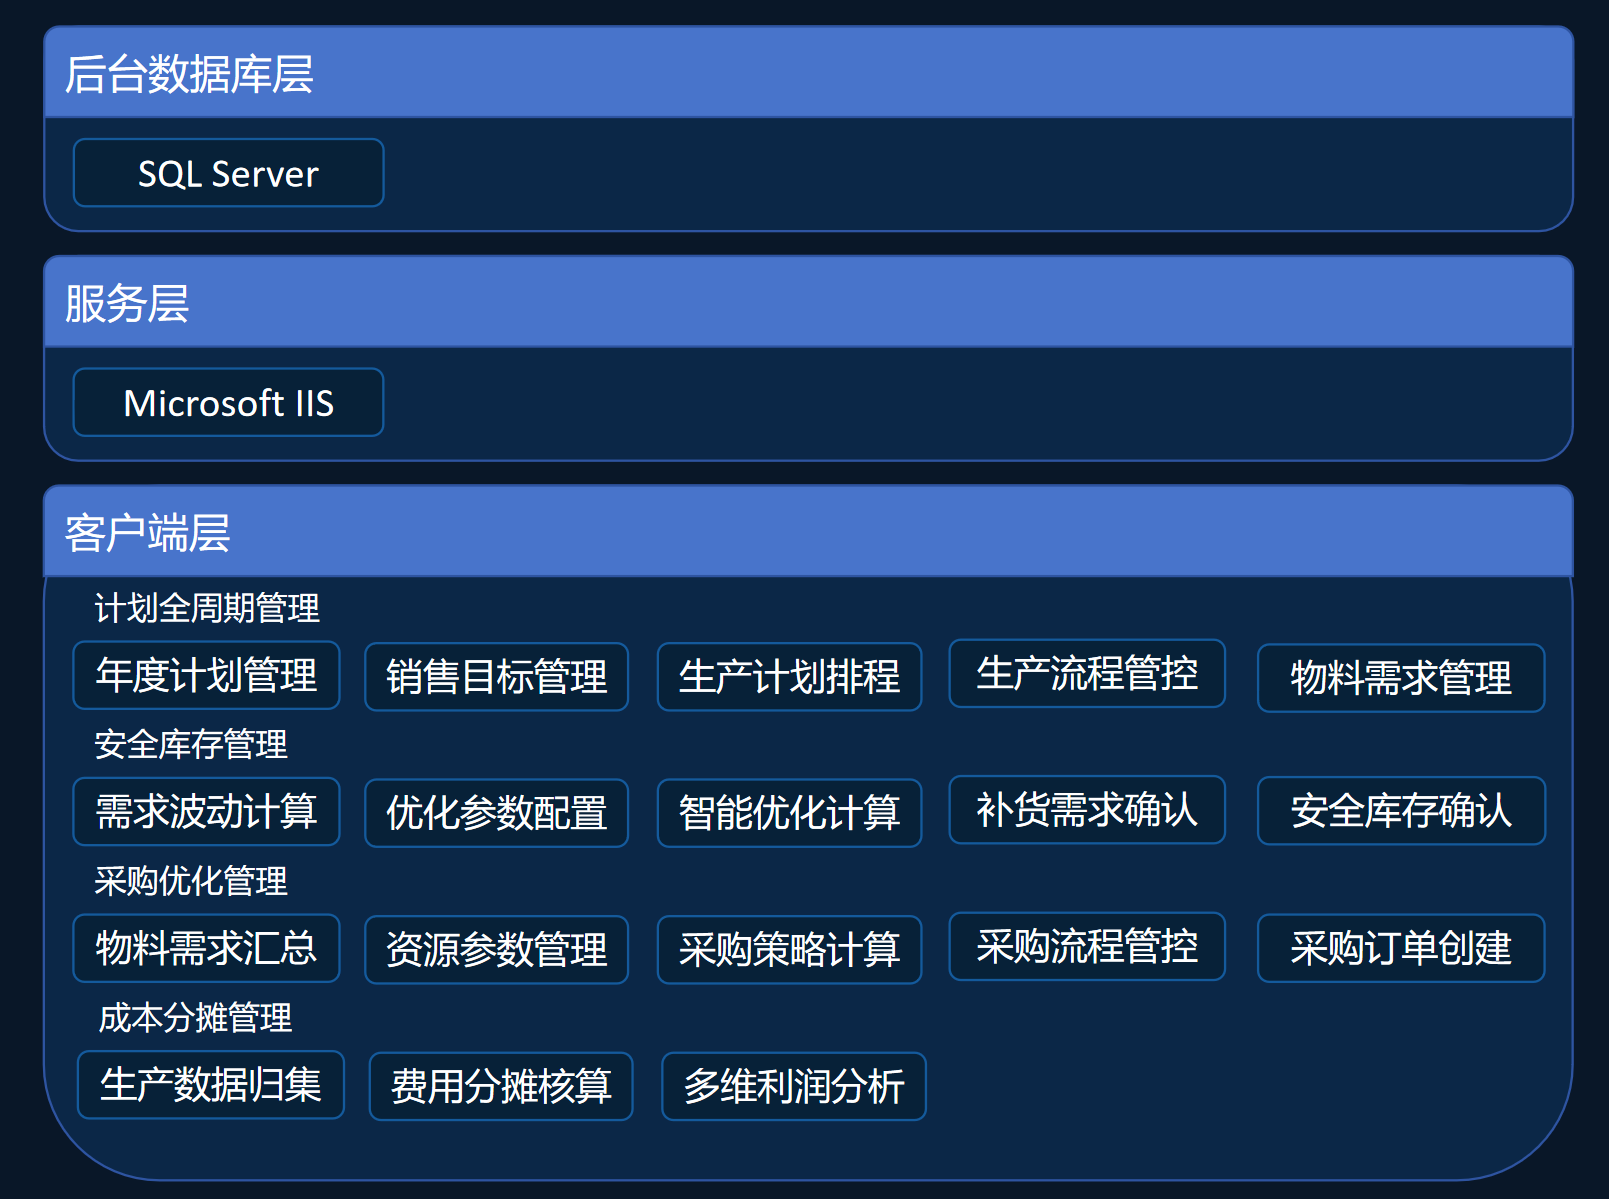 后台数据库层
SQL Server
服务层
Microsoft IIS
客户端层
计划全周期管理
年度计划管理 销售目标管理 生产计划排程 生产流程管控 物料需求管理
安全库存管理
需求波动计算 优化参数配置 智能优化计算 补货需求确认 安全库存确认
采购优化管理
物料需求汇总 资源参数管理 采购策略计算 采购流程管控 采购订单创建
成本分摊管理
生产数据归集 费用分摊核算 多维利润分析